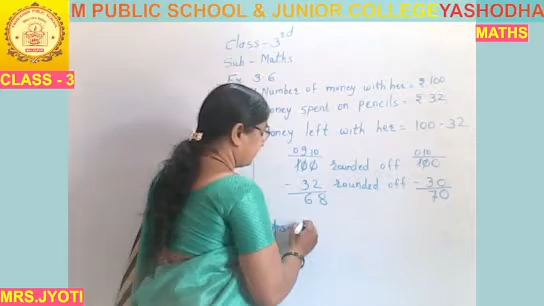 M PUBLIC SCHOOL & JUNIOR COLLEGE YASHODHA
MATHS
CLASS - 3
Class - 3rd
Sub - Maths
Ex 3.6
Number of money with her = ₹ 100
money spent on pencils = ₹ 32
money left with her = 100 - 32
0 9 10
0 10
100 rounded off 100
- 32 rounded off - 30
68
70
MRS.JYOTI